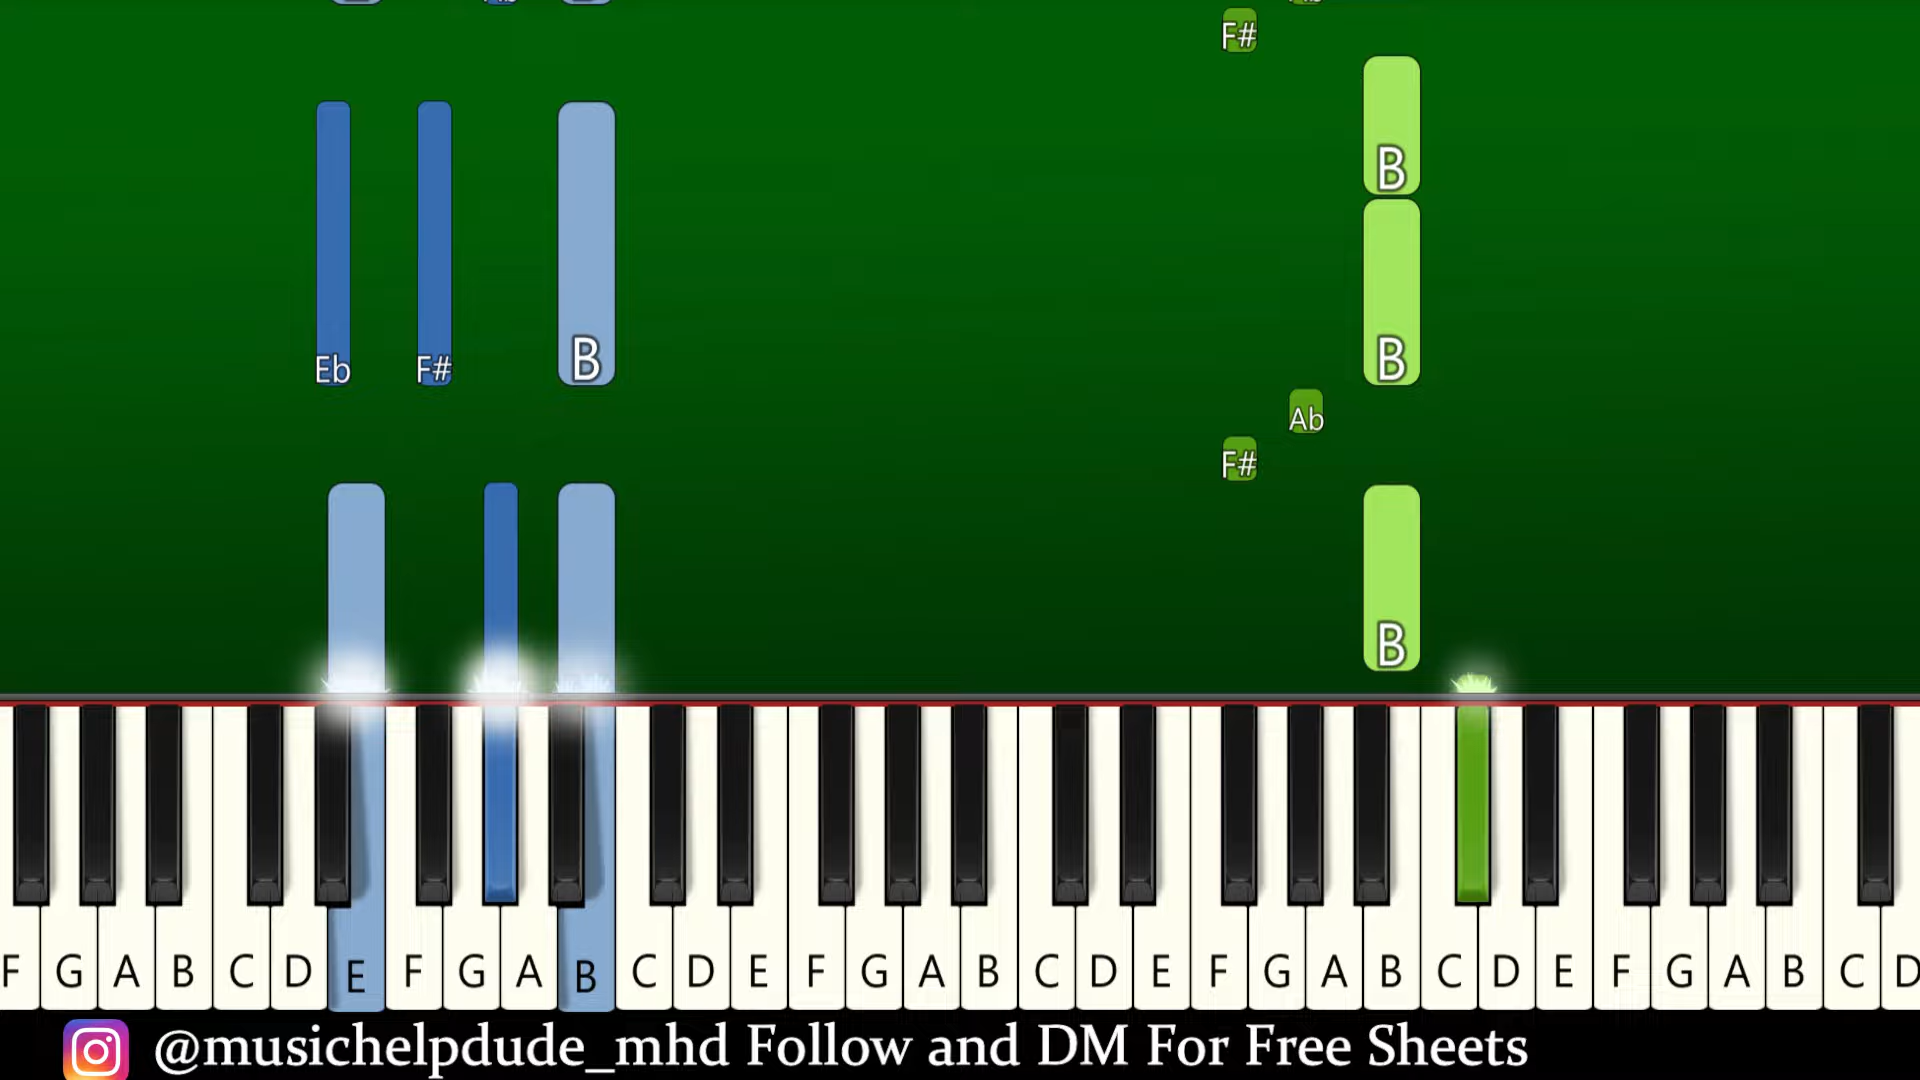 F#
B
Eb F# B B
Ab
F#
B
F G A B C D E F G A B C D E F G A B C D E F G A B C D E F G A B C D
@musichelpdude_mhd Follow and DM For Free Sheets